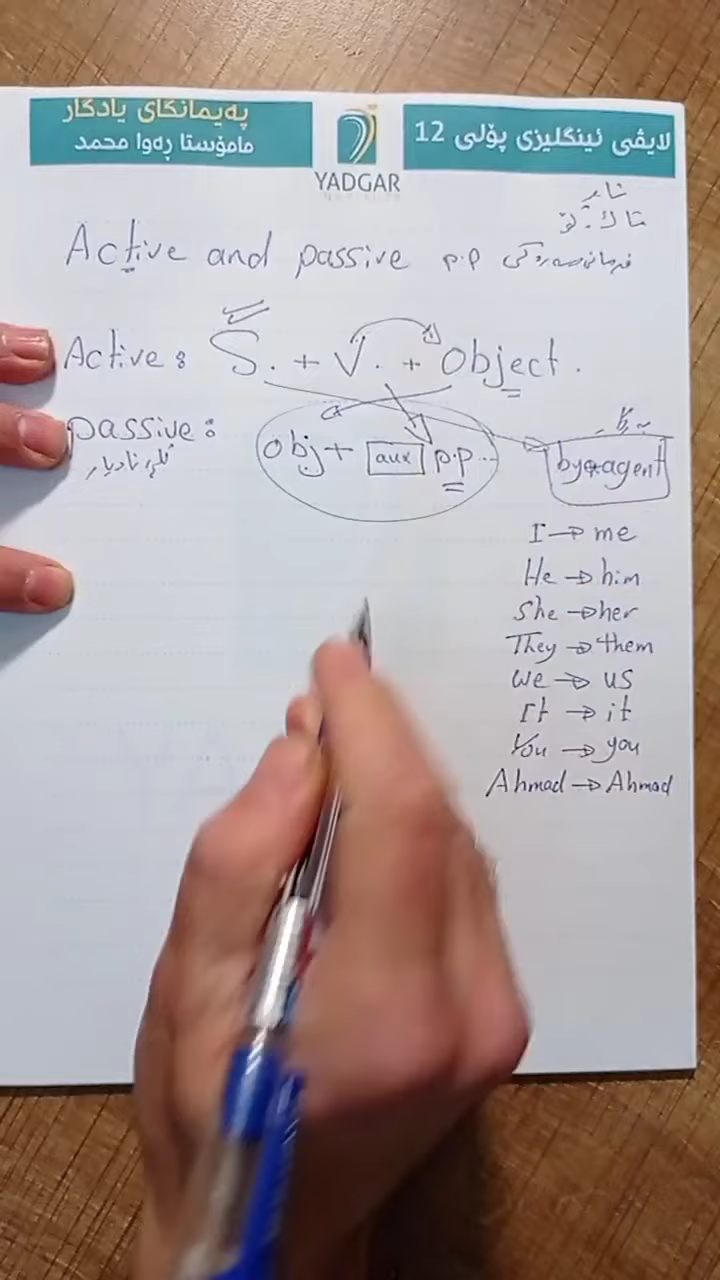 پەیمانگای یادگار
مامۆستا ڕەوا محمد
YADGAR
لایڤی ئینگلیزی پۆلی 12
Active and passive p.p
Active: S. + V. + Object.
passive: obj + aux p.p... by+agent
I → me
He → him
She → her
They → them
we → us
It → it
You → you
Ahmad → Ahmad